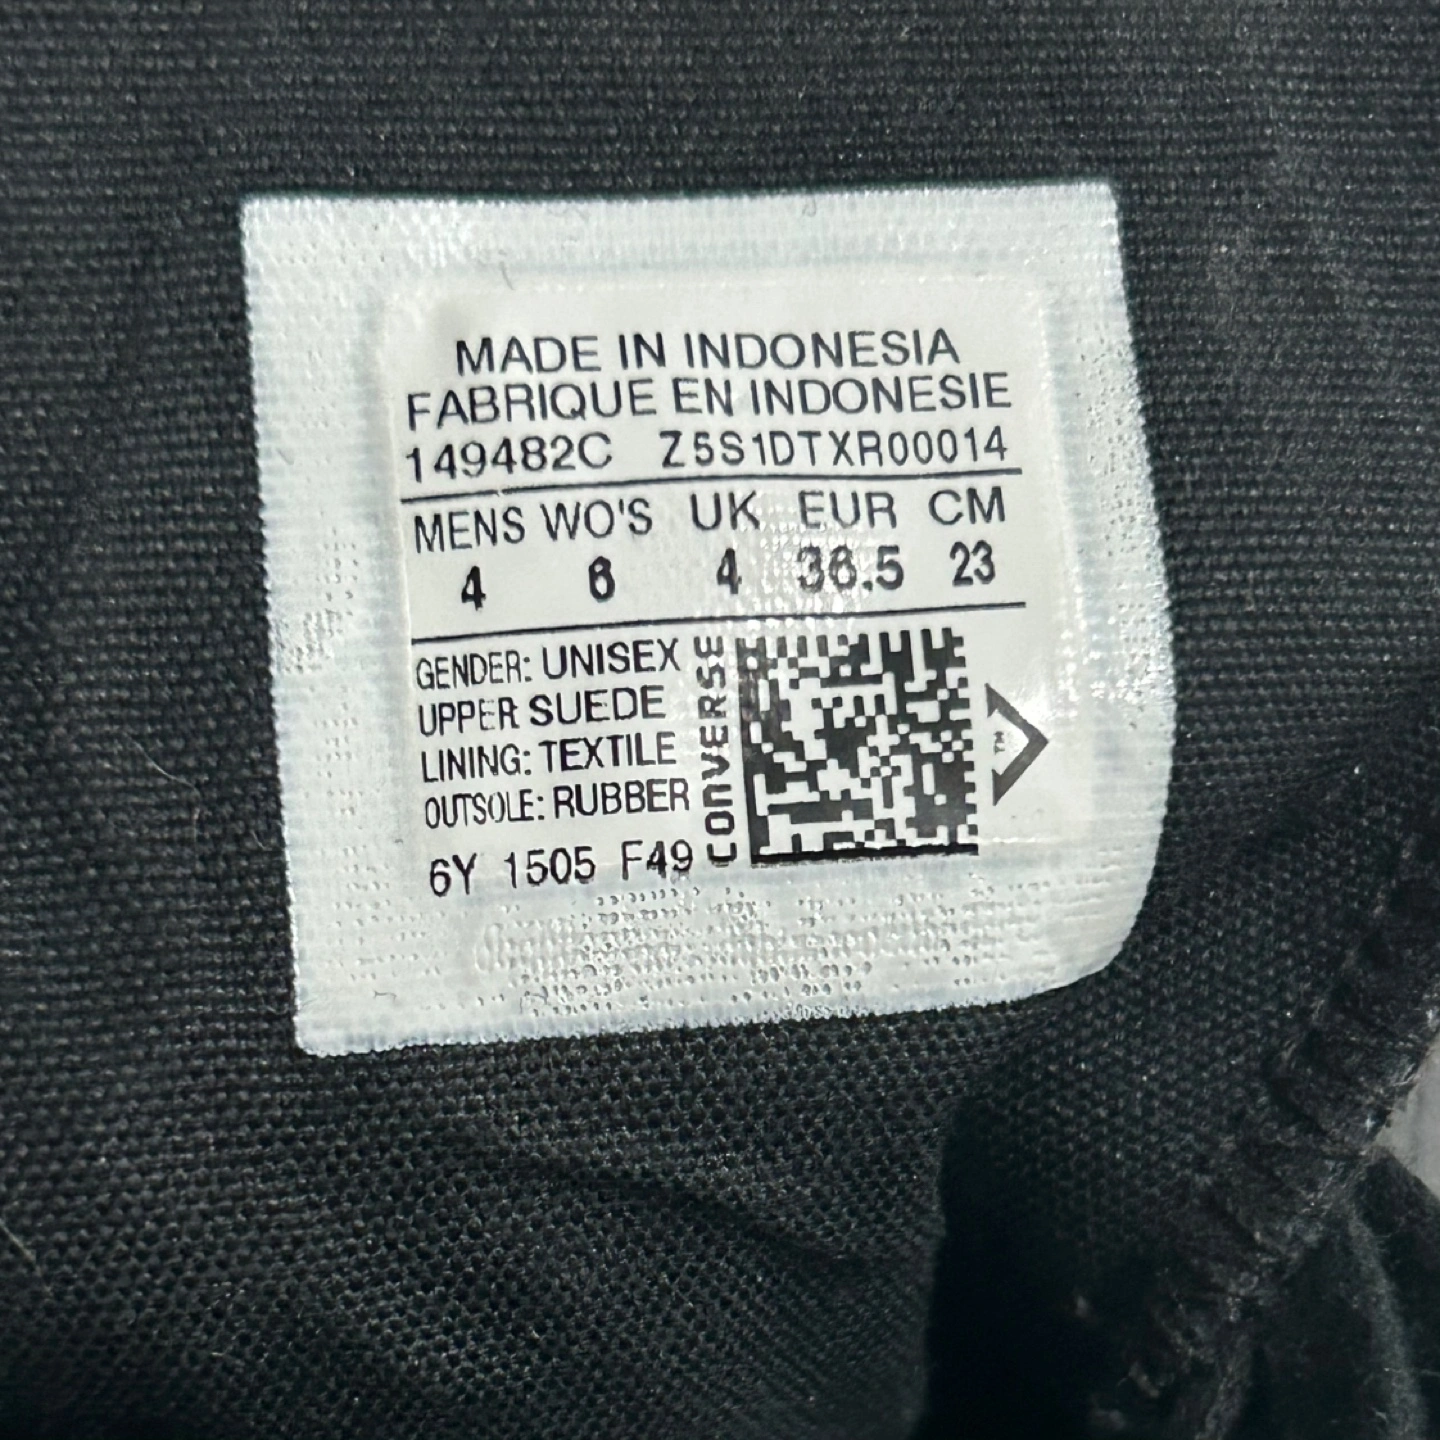 MADE IN INDONESIA
FABRIQUE EN INDONESIE
149482C Z5S1DTXR00014
MENS WO'S UK EUR CM
4 6 4 36.5 23
GENDER: UNISEX
UPPER SUEDE
LINING: TEXTILE
OUTSOLE: RUBBER
6Y 1505 F49
CONVERSE
TM